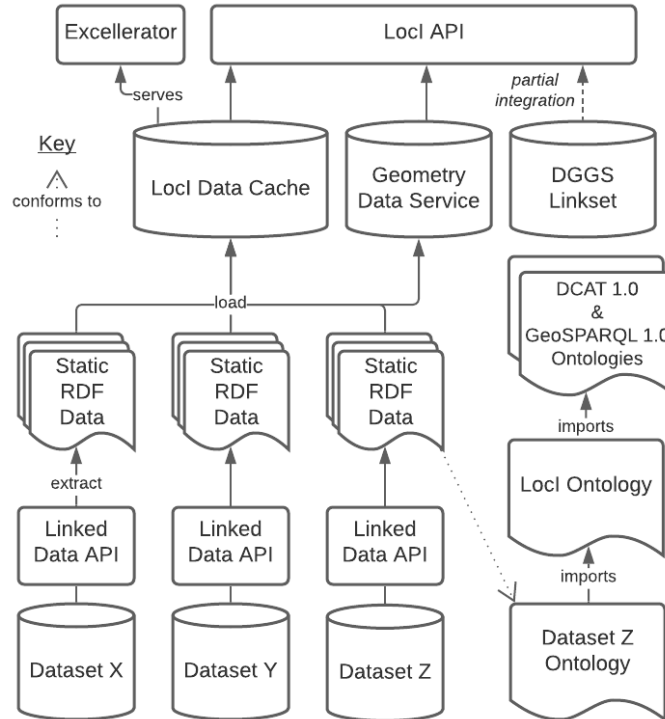 Excellerator
LocI API
serves
partial
integration
Key
conforms to
LocI Data Cache
Geometry
Data Service
DGGS
Linkset
load
DCAT 1.0
&
GeoSPARQL 1.0
Ontologies
Static
RDF
Data
Static
RDF
Data
Static
RDF
Data
imports
extract
LocI Ontology
Linked
Data API
Linked
Data API
Linked
Data API
imports
Dataset X
Dataset Y
Dataset Z
Dataset Z
Ontology